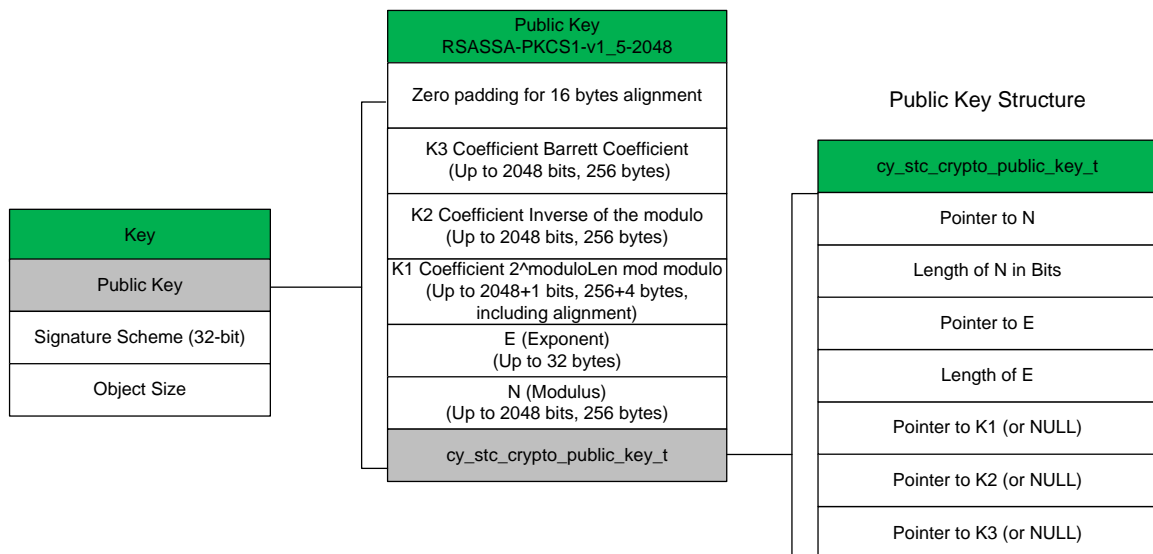 Key
Public Key
Signature Scheme (32-bit)
Object Size
Public Key
RSASSA-PKCS1-v1_5-2048
Zero padding for 16 bytes alignment
K3 Coefficient Barrett Coefficient
(Up to 2048 bits, 256 bytes)
K2 Coefficient Inverse of the modulo
(Up to 2048 bits, 256 bytes)
K1 Coefficient 2^moduloLen mod modulo
(Up to 2048+1 bits, 256+4 bytes,
including alignment)
E (Exponent)
(Up to 32 bytes)
N (Modulus)
(Up to 2048 bits, 256 bytes)
cy_stc_crypto_public_key_t
Public Key Structure
cy_stc_crypto_public_key_t
Pointer to N
Length of N in Bits
Pointer to E
Length of E
Pointer to K1 (or NULL)
Pointer to K2 (or NULL)
Pointer to K3 (or NULL)